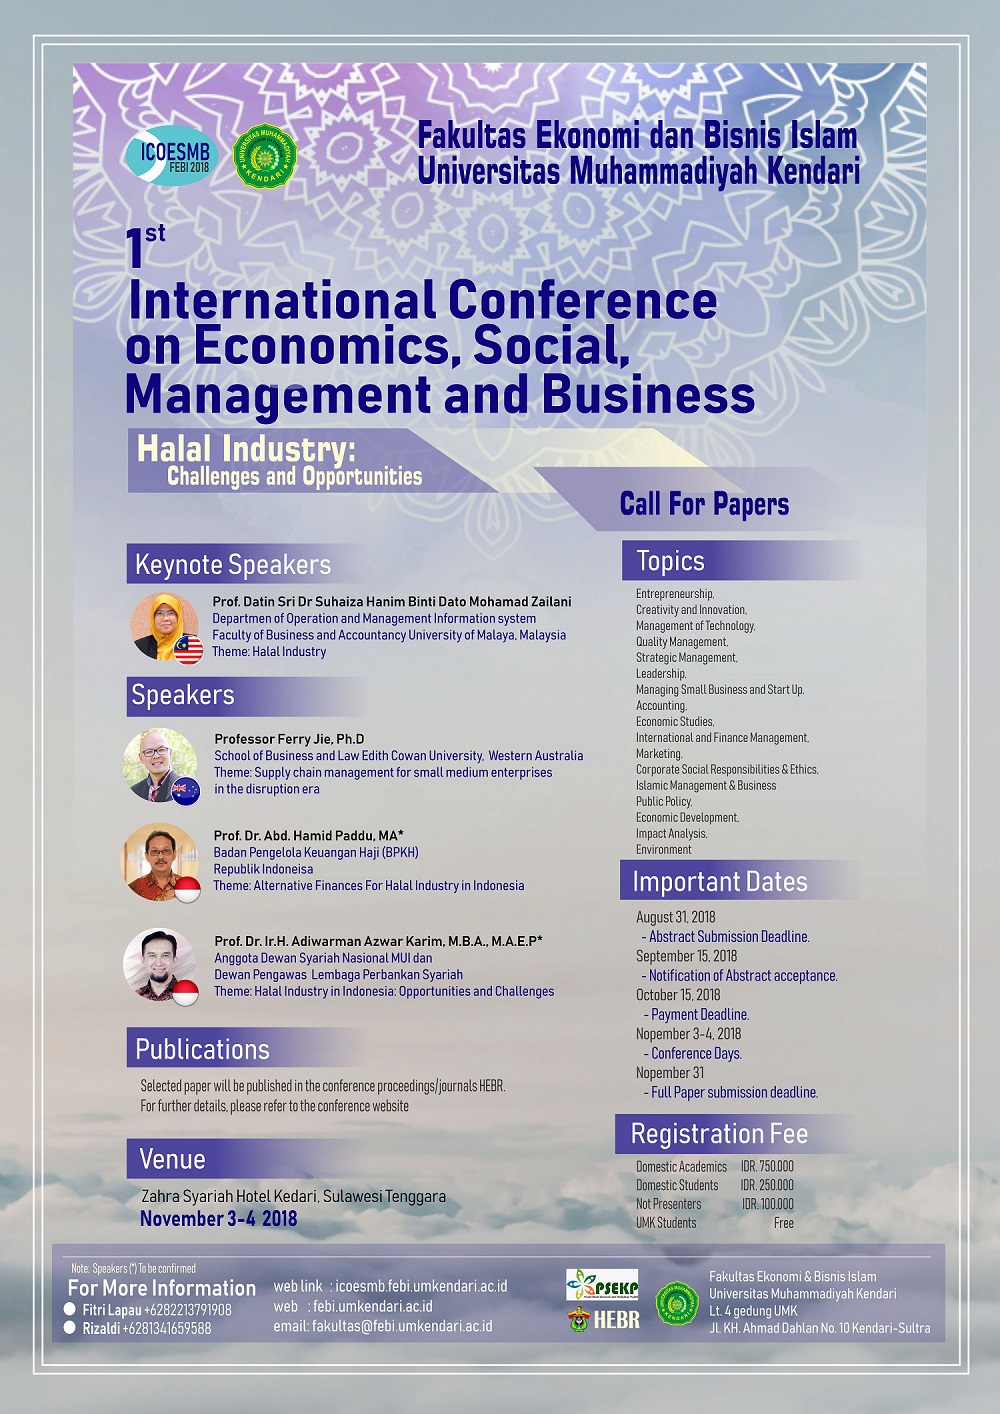 ICOESMB
FEBI 2018
UNIVERSITAS MUHAMMADIYAH
KENDARI
Fakultas Ekonomi dan Bisnis Islam
Universitas Muhammadiyah Kendari
1st
International Conference
on Economics, Social,
Management and Business
Halal Industry:
Challenges and Opportunities
Call For Papers
Keynote Speakers
Prof. Datin Sri Dr Suhaiza Hanim Binti Dato Mohamad Zailani
Departmen of Operation and Management Information system
Faculty of Business and Accountancy University of Malaya, Malaysia
Theme: Halal Industry
Speakers
Professor Ferry Jie, Ph.D
School of Business and Law Edith Cowan University, Western Australia
Theme: Supply chain management for small medium enterprises
in the disruption era
Prof. Dr. Abd. Hamid Paddu, MA*
Badan Pengelola Keuangan Haji (BPKH)
Republik Indoneisa
Theme: Alternative Finances For Halal Industry in Indonesia
Prof. Dr. Ir.H. Adiwarman Azwar Karim, M.B.A., M.A.E.P*
Anggota Dewan Syariah Nasional MUI dan
Dewan Pengawas Lembaga Perbankan Syariah
Theme: Halal Industry in Indonesia: Opportunities and Challenges
Publications
Selected paper will be published in the conference proceedings/journals HEBR.
For further details, please refer to the conference website
Venue
Zahra Syariah Hotel Kedari, Sulawesi Tenggara
November 3-4 2018
Topics
Entrepreneurship,
Creativity and Innovation,
Management of Technology,
Quality Management,
Strategic Management,
Leadership,
Managing Small Business and Start Up,
Accounting,
Economic Studies,
International and Finance Management,
Marketing,
Corporate Social Responsibilities & Ethics,
Islamic Management & Business
Public Policy,
Economic Development,
Impact Analysis,
Environment
Important Dates
August 31, 2018
- Abstract Submission Deadline.
September 15, 2018
- Notification of Abstract acceptance.
October 15, 2018
- Payment Deadline.
Nopember 3-4, 2018
- Conference Days.
Nopember 31
- Full Paper submission deadline.
Registration Fee
Domestic Academics IDR. 750.000
Domestic Students IDR. 250.000
Not Presenters IDR. 100.000
UMK Students Free
Note: Speakers (*) To be confirmed
For More Information
Fitri Lapau +6282213791908
Rizaldi +6281341659588
web link : icoesmb.febi.umkendari.ac.id
web : febi.umkendari.ac.id
email: fakultas@febi.umkendari.ac.id
PSEKP
HEBR
Fakultas Ekonomi & Bisnis Islam
Universitas Muhammadiyah Kendari
Lt. 4 gedung UMK
Jl. KH. Ahmad Dahlan No. 10 Kendari-Sultra